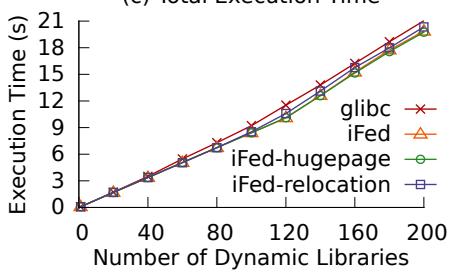 (c) Total Execution Time
Execution Time (s)
21
18
15
12
9
6
3
0
glibc
iFed
iFed-hugepage
iFed-relocation
0 40 80 120 160 200
Number of Dynamic Libraries